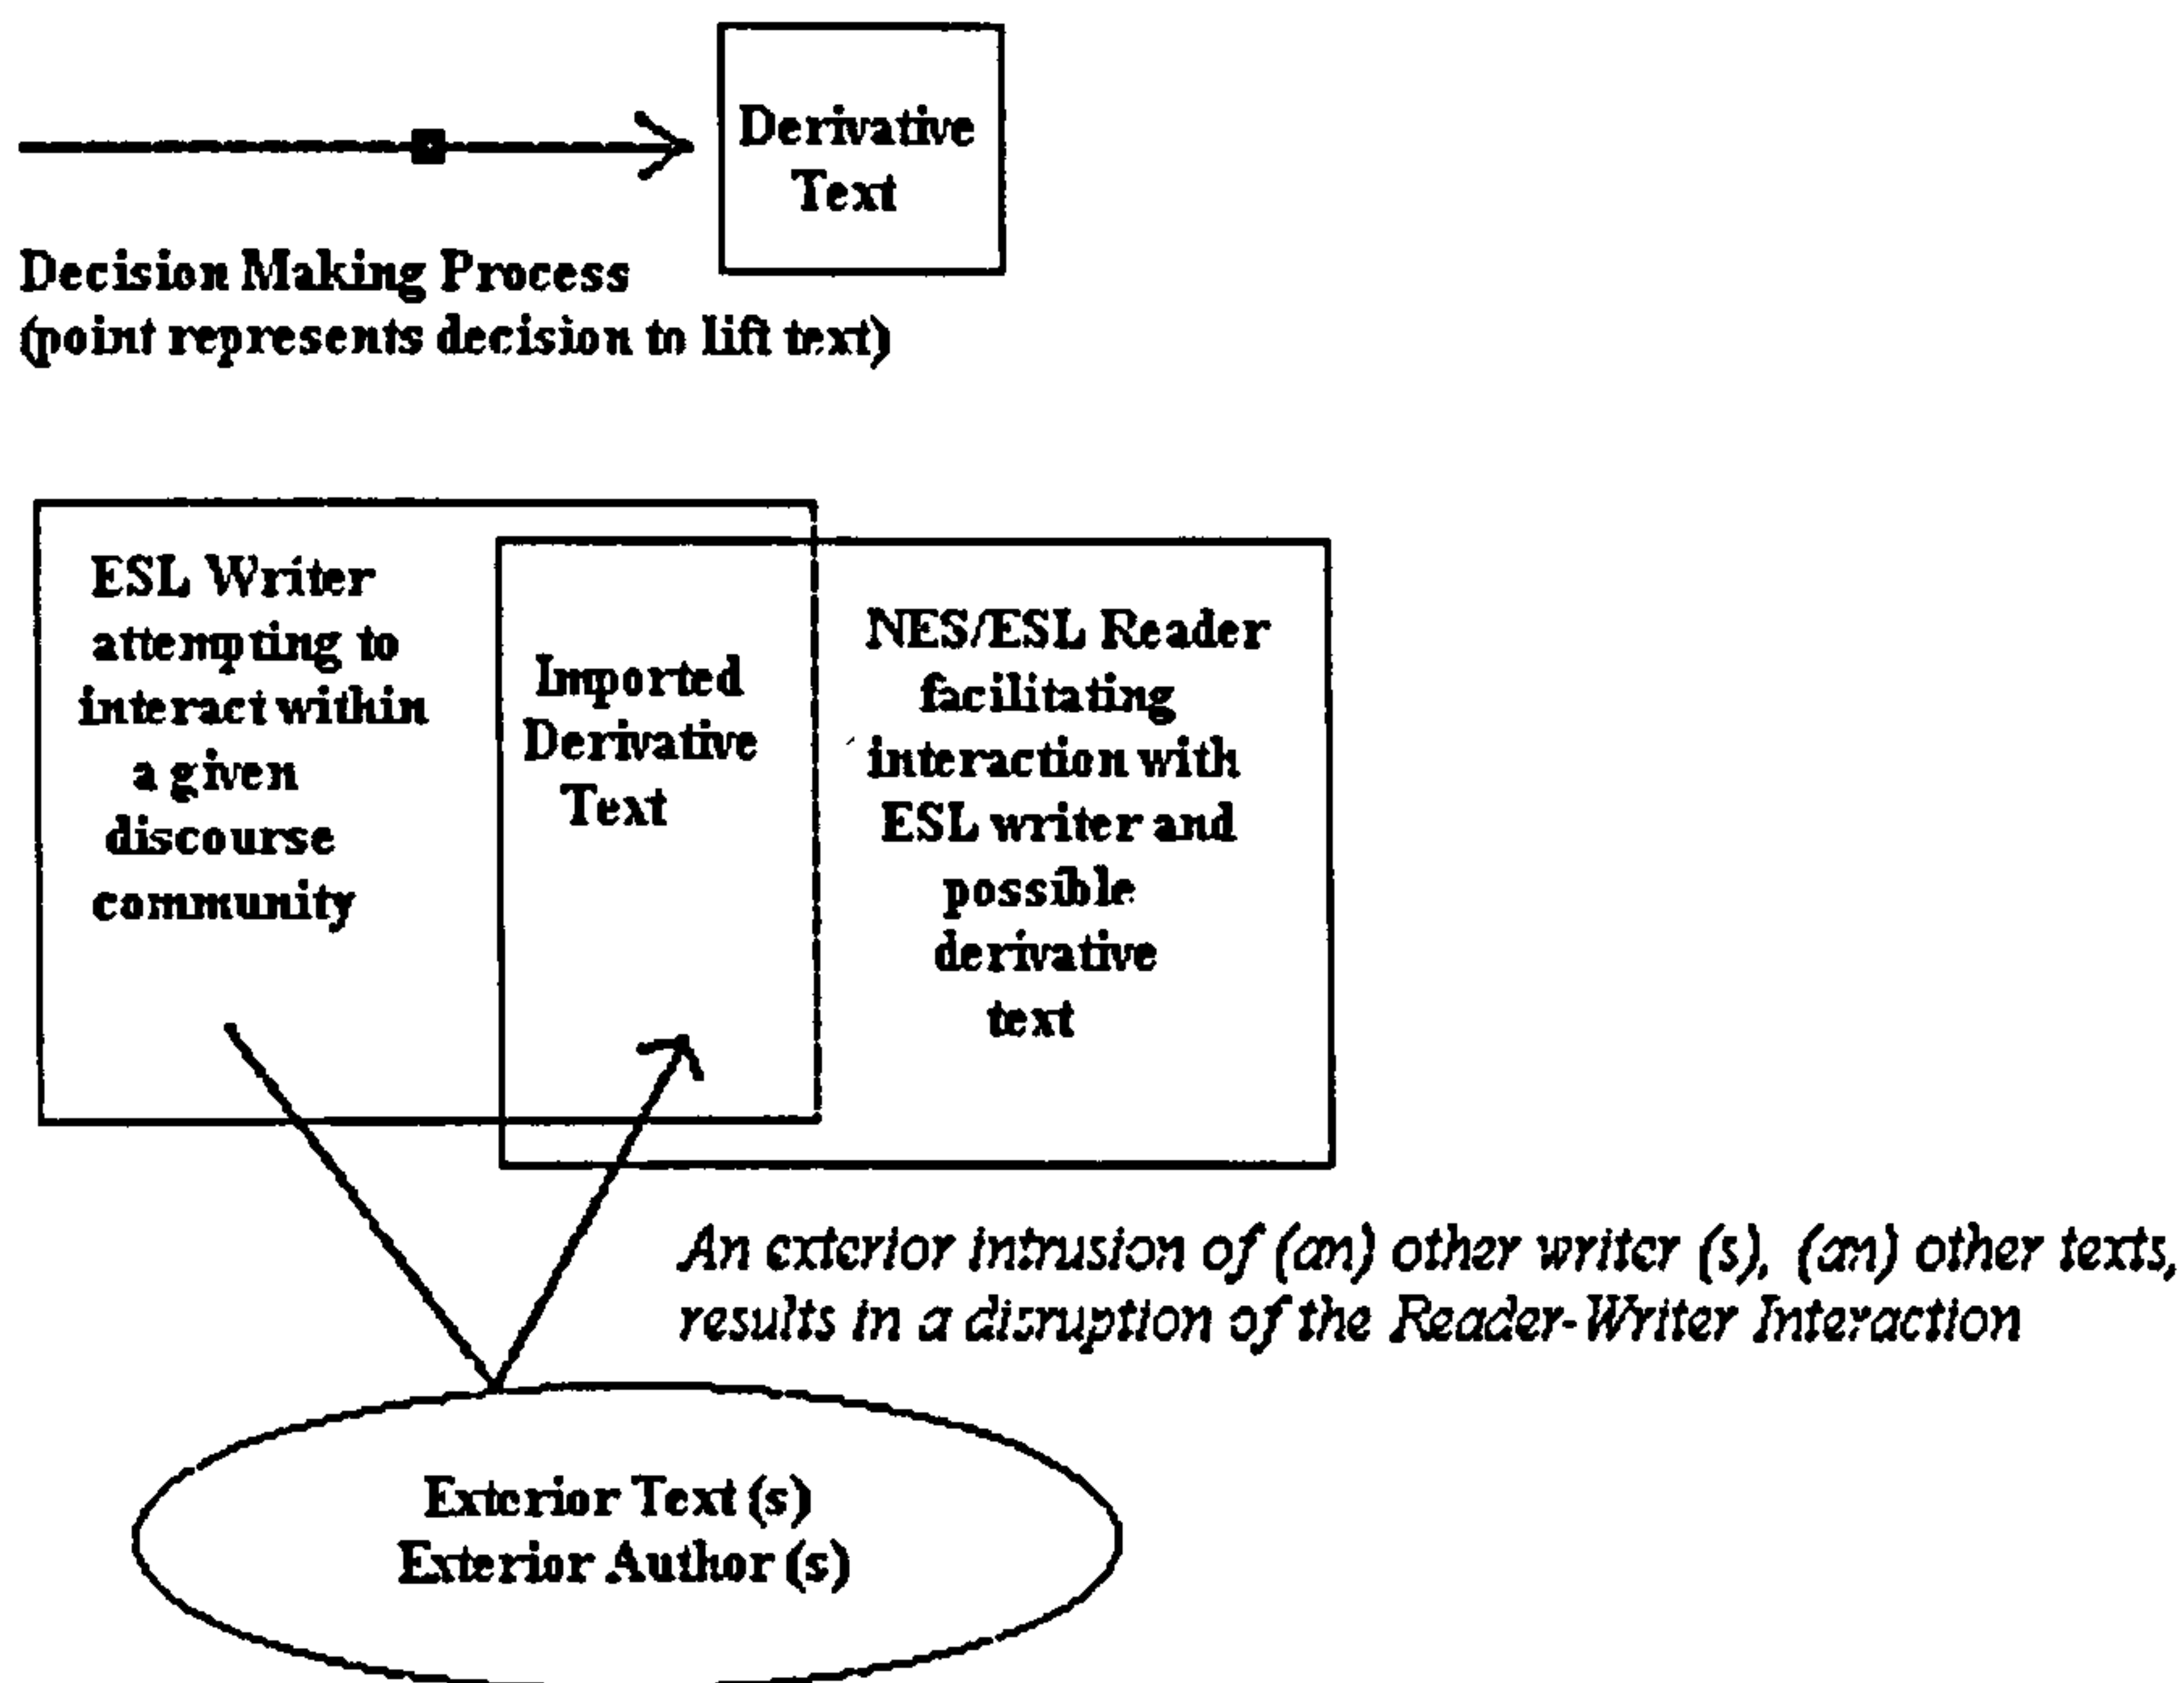 Derivative
Text
Decision Making Process
(point represents decision to lift text)
ESL Writer
attempting to
interact within
a given
discourse
community
Imported
Derivative
Text
NES/ESL Reader
facilitating
interaction with
ESL writer and
possible
derivative
text
An exterior intrusion of (an) other writer (s), (an) other texts,
results in a disruption of the Reader-Writer Interaction
Exterior Text (s)
Exterior Author (s)